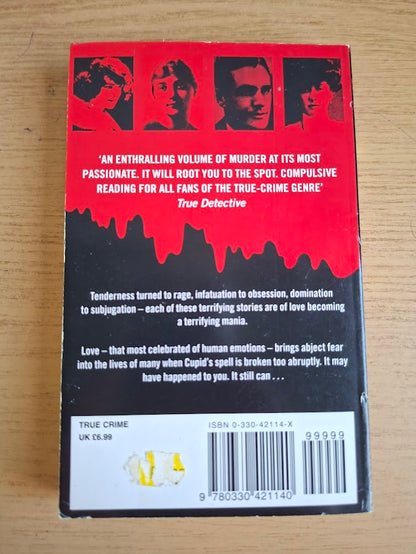 ‘AN ENTHRALLING VOLUME OF MURDER AT ITS MOST
PASSIONATE. IT WILL ROOT YOU TO THE SPOT. COMPULSIVE
READING FOR ALL FANS OF THE TRUE-CRIME GENRE’
True Detective
Tenderness turned to rage, infatuation to obsession, domination
to subjugation – each of these terrifying stories are of love becoming
a terrifying mania.
Love – that most celebrated of human emotions – brings abject fear
into the lives of many when Cupid's spell is broken too abruptly. It may
have happened to you. It still can . . .
TRUE CRIME
UK £6.99
ISBN 0-330-42114-X
99999
9 780330 421140